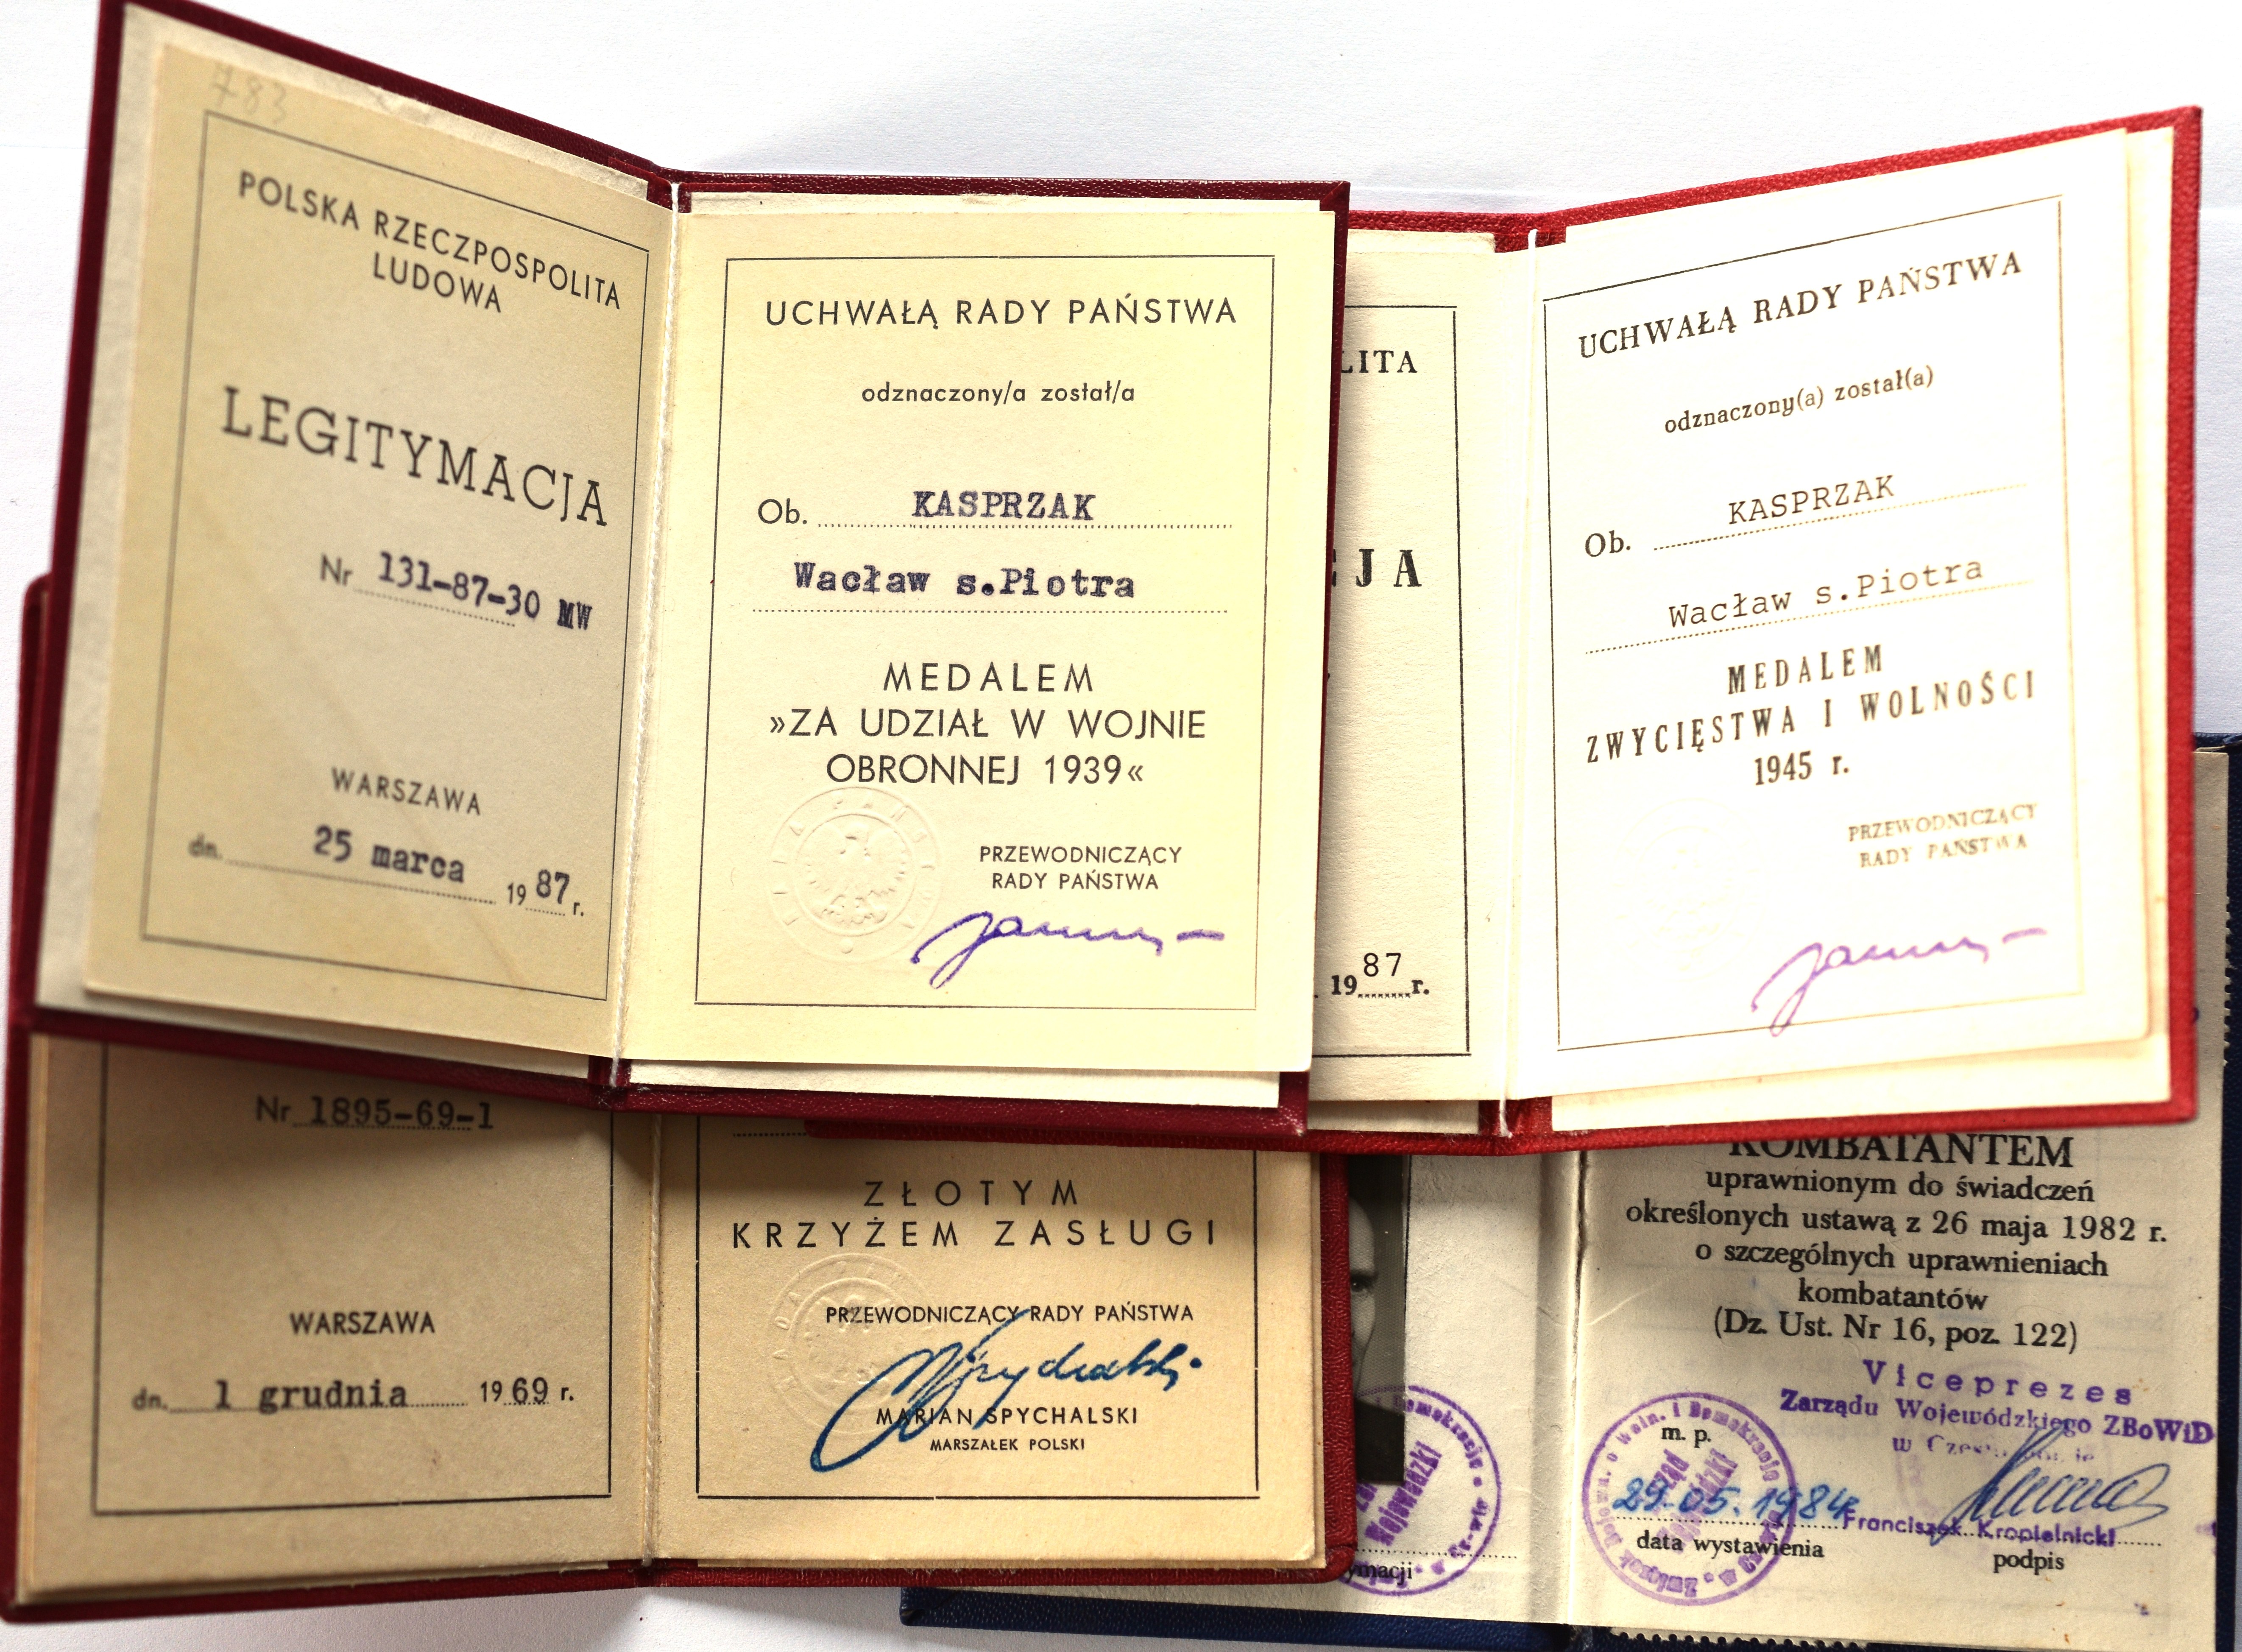 783
POLSKA RZECZPOSPOLITA
LUDOWA
LEGITYMACJA
Nr 131-87-30 MW
WARSZAWA
dn. 25 marca 1987 r.
UCHWAŁĄ RADY PAŃSTWA
odznaczony/a został/a
Ob. KASPRZAK
Wacław s.Piotra
MEDALEM
»ZA UDZIAŁ W WOJNIE
OBRONNEJ 1939«
PRZEWODNICZĄCY
RADY PAŃSTWA
LITA
CJA
1987 r.
UCHWAŁĄ RADY PAŃSTWA
odznaczony(a) został(a)
Ob. KASPRZAK
Wacław s.Piotra
MEDALEM
ZWYCIĘSTWA I WOLNOŚCI
1945 r.
PRZEWODNICZĄCY
RADY PAŃSTWA
Nr 1895-69-1
WARSZAWA
dn. 1 grudnia 1969 r.
ZŁOTYM
KRZYŻEM ZASŁUGI
PRZEWODNICZĄCY RADY PAŃSTWA
MARIAN SPYCHALSKI
MARSZAŁEK POLSKI
ymacji
KOMBATANTEM
uprawnionym do świadczeń
określonych ustawą z 26 maja 1982 r.
o szczególnych uprawnieniach
kombatantów
(Dz. Ust. Nr 16, poz. 122)
Viceprezes
Zarządu Wojewódzkiego ZBoWiD
m. p.
29.05.1984r
Franciszek Kropielnicki
data wystawienia
podpis